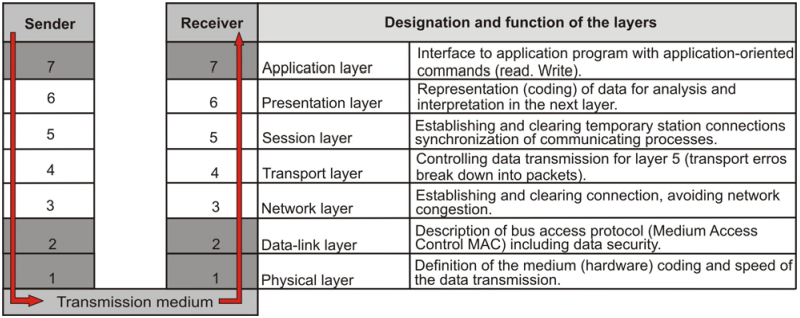 Sender Receiver Designation and function of the layers
7 7 Application layer Interface to application program with application-oriented
commands (read. Write).
6 6 Presentation layer Representation (coding) of data for analysis and
interpretation in the next layer.
5 5 Session layer Establishing and clearing temporary station connections
synchronization of communicating processes.
4 4 Transport layer Controlling data transmission for layer 5 (transport erros
break down into packets).
3 3 Network layer Establishing and clearing connection, avoiding network
congestion.
2 2 Data-link layer Description of bus access protocol (Medium Access
Control MAC) including data security.
1 1 Physical layer Definition of the medium (hardware) coding and speed of
the data transmission.
Transmission medium